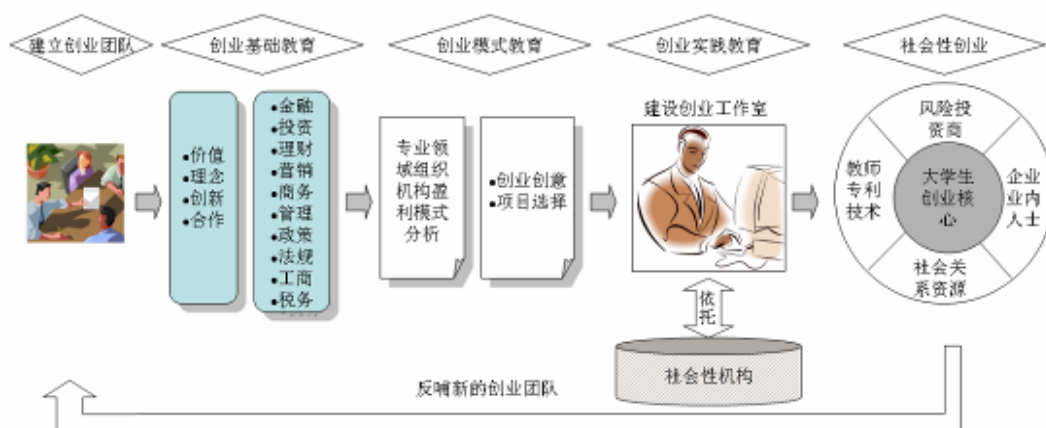 建立创业团队
创业基础教育
创业模式教育
创业实践教育
社会性创业
•价值
•理念
•创新
•合作
•金融
•投资
•理财
•营销
•商务
•管理
•政策
•法规
•工商
•税务
专业领
域组织
机构盈
利模式
分析
•创业创意
•项目选择
建设创业工作室
依
托
社会性机构
风险投
资商
教师
专利
技术
大学生
创业核
心
企业
业内
人士
社会关
系资源
反哺新的创业团队